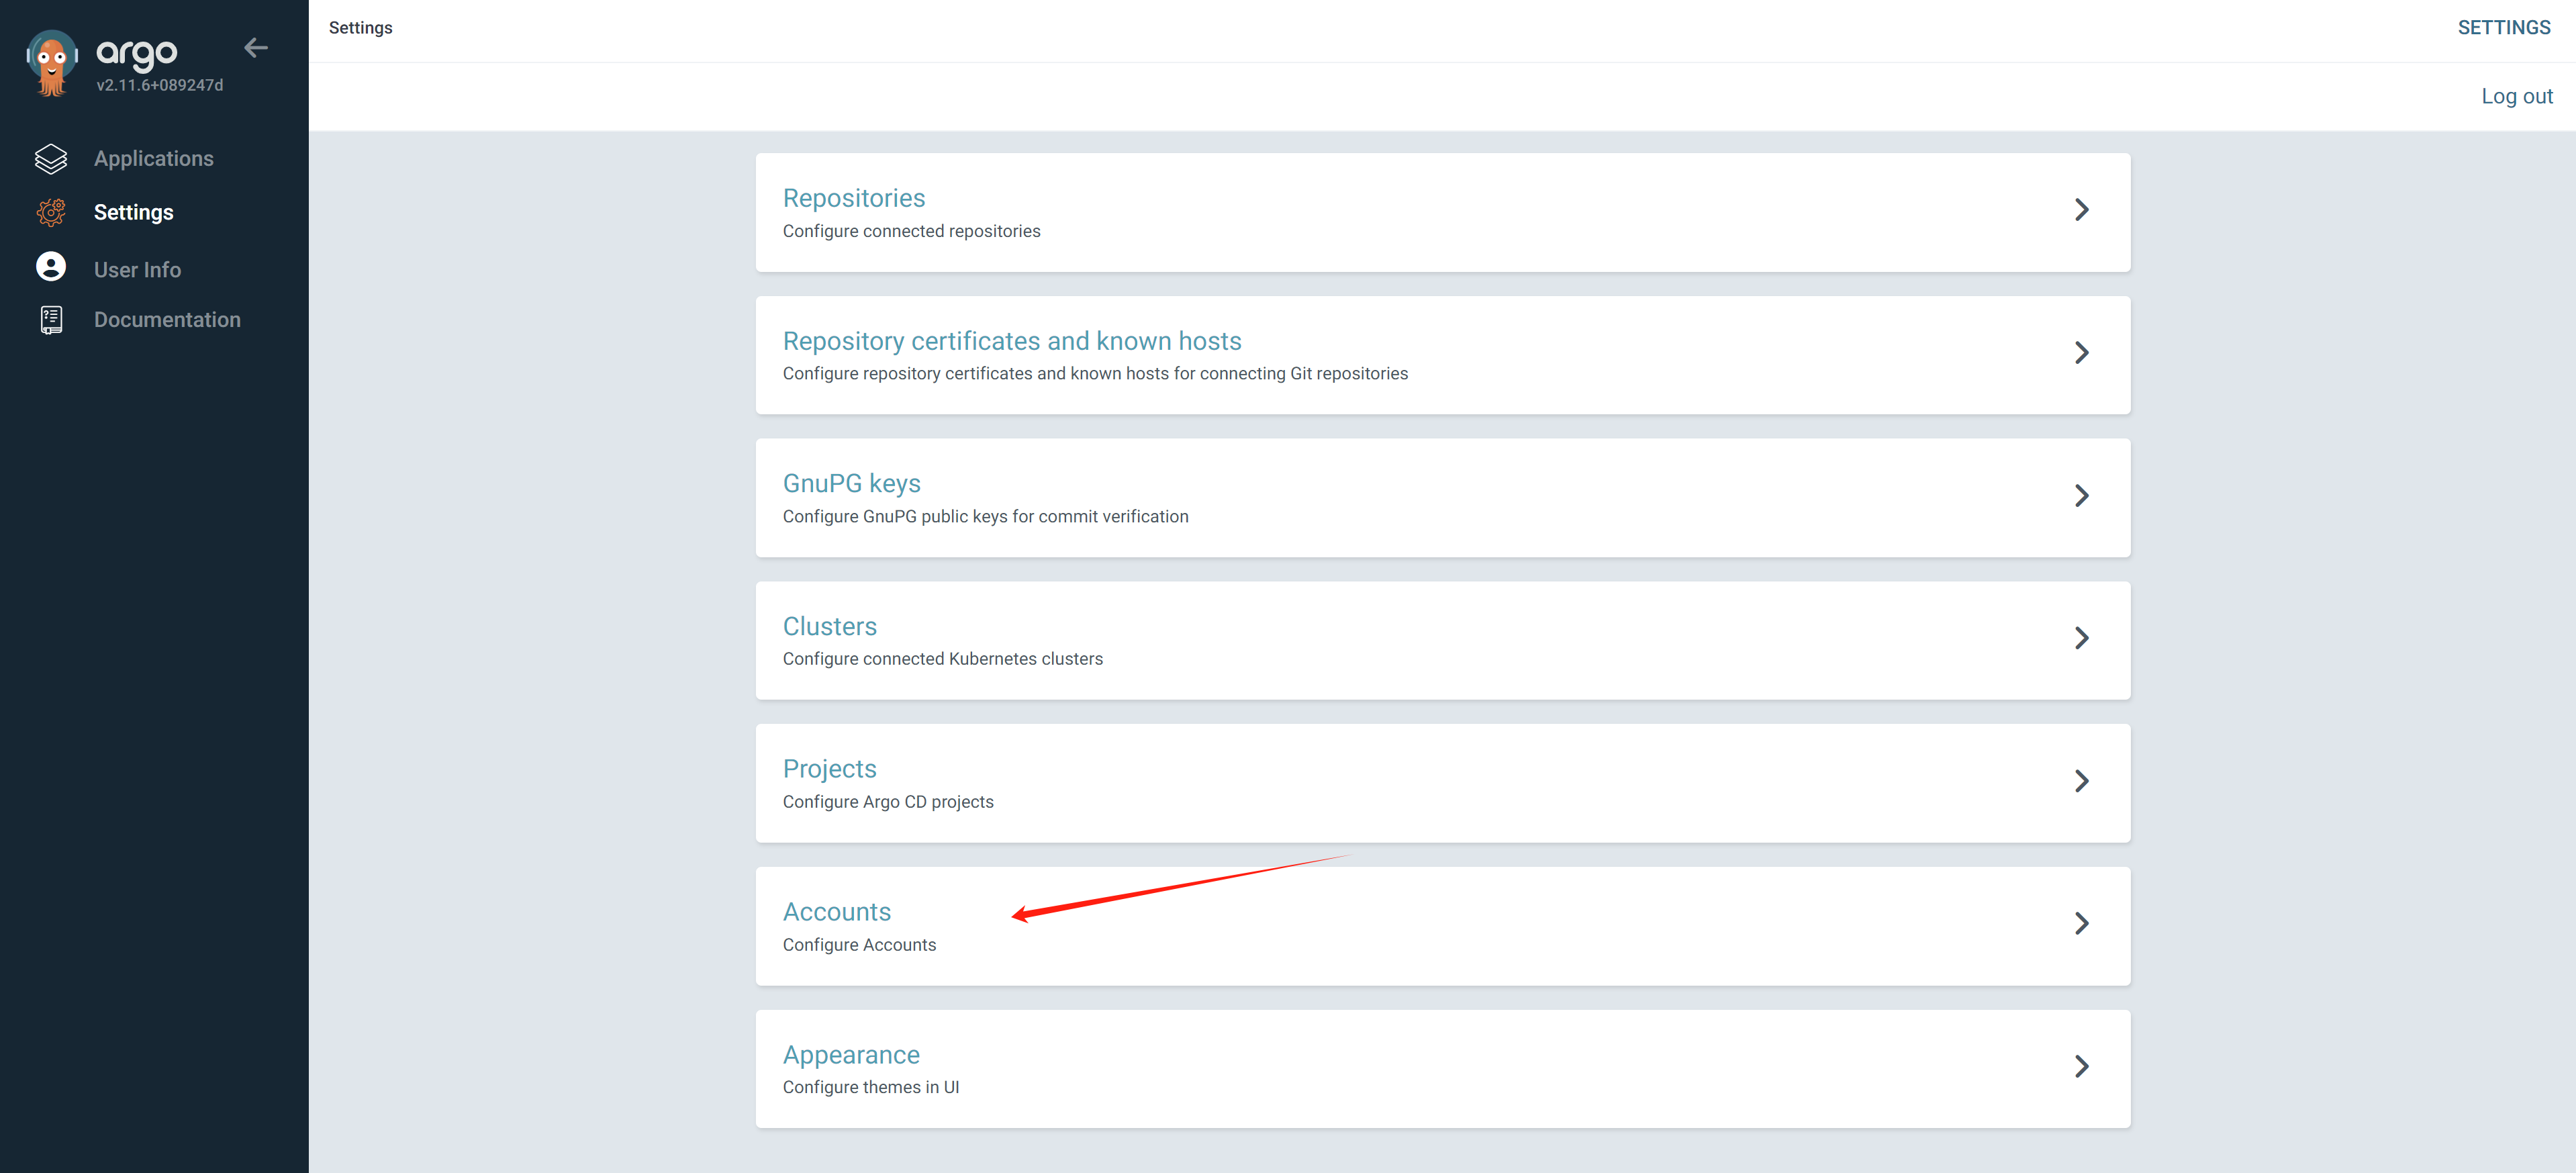 argo
v2.11.6+089247d
Applications
Settings
User Info
Documentation
Settings
SETTINGS
Log out
Repositories
Configure connected repositories
Repository certificates and known hosts
Configure repository certificates and known hosts for connecting Git repositories
GnuPG keys
Configure GnuPG public keys for commit verification
Clusters
Configure connected Kubernetes clusters
Projects
Configure Argo CD projects
Accounts
Configure Accounts
Appearance
Configure themes in UI